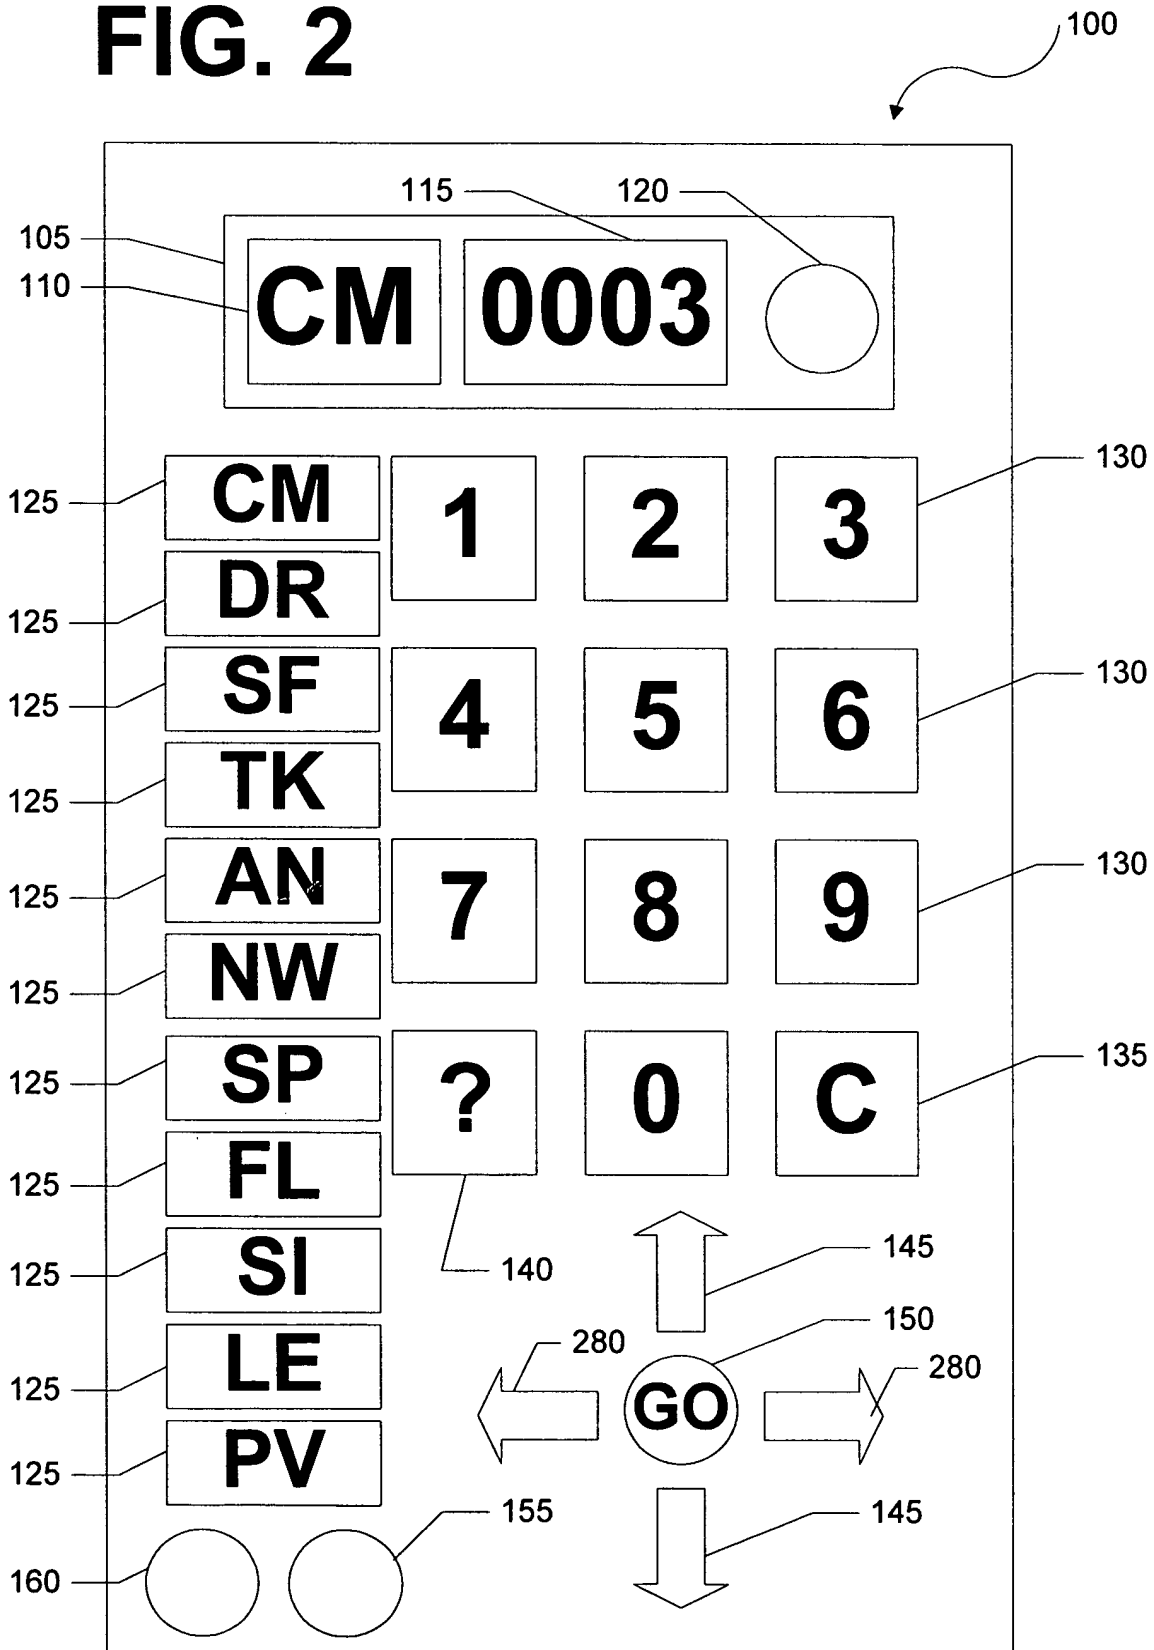 FIG. 2
100
115 120
105
110
CM 0003
125 CM 1 2 3 130
125 DR
125 SF 4 5 6 130
125 TK
125 AN 7 8 9 130
125 NW
125 SP ? 0 C 135
125 FL
125 SI 140 145
150
125 LE 280 GO 280
125 PV
155 145
160